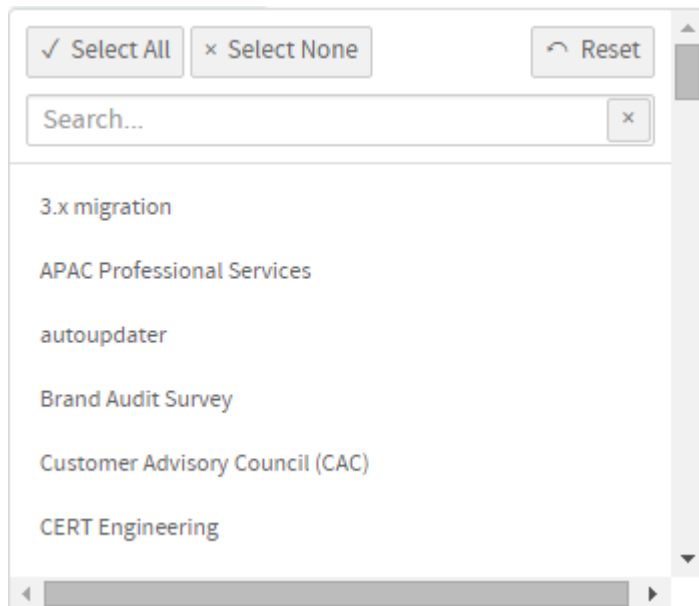 ✓ Select All × Select None ↶ Reset
Search... ×
3.x migration
APAC Professional Services
autoupdater
Brand Audit Survey
Customer Advisory Council (CAC)
CERT Engineering